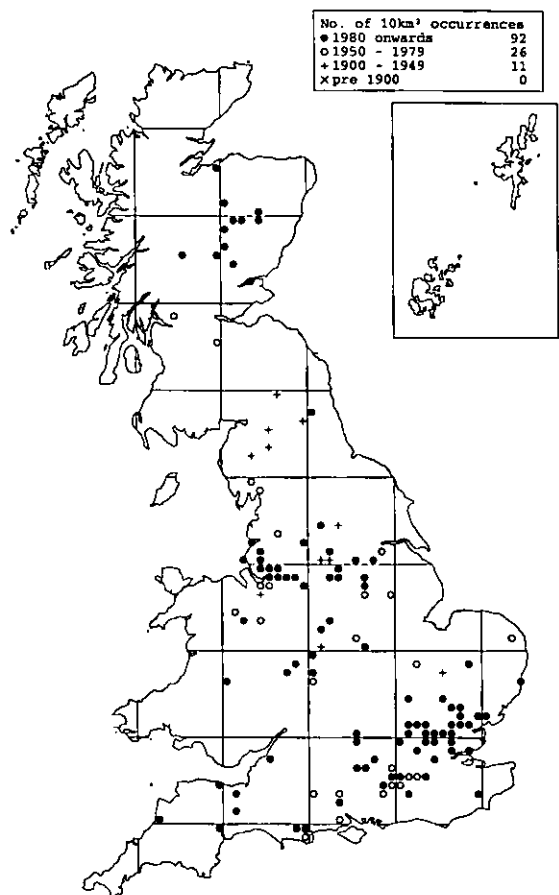 No. of 10km² occurrences
● 1980 onwards 92
○ 1950 - 1979 26
+ 1900 - 1949 11
× pre 1900 0